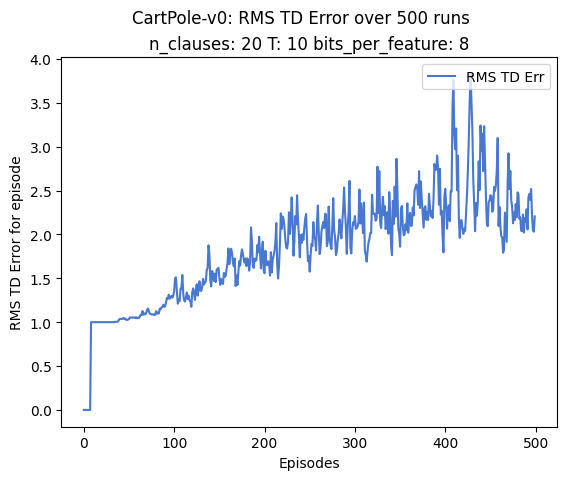 CartPole-v0: RMS TD Error over 500 runs
n_clauses: 20 T: 10 bits_per_feature: 8
RMS TD Err
4.0
3.5
3.0
2.5
2.0
1.5
1.0
0.5
0.0
RMS TD Error for episode
0 100 200 300 400 500
Episodes